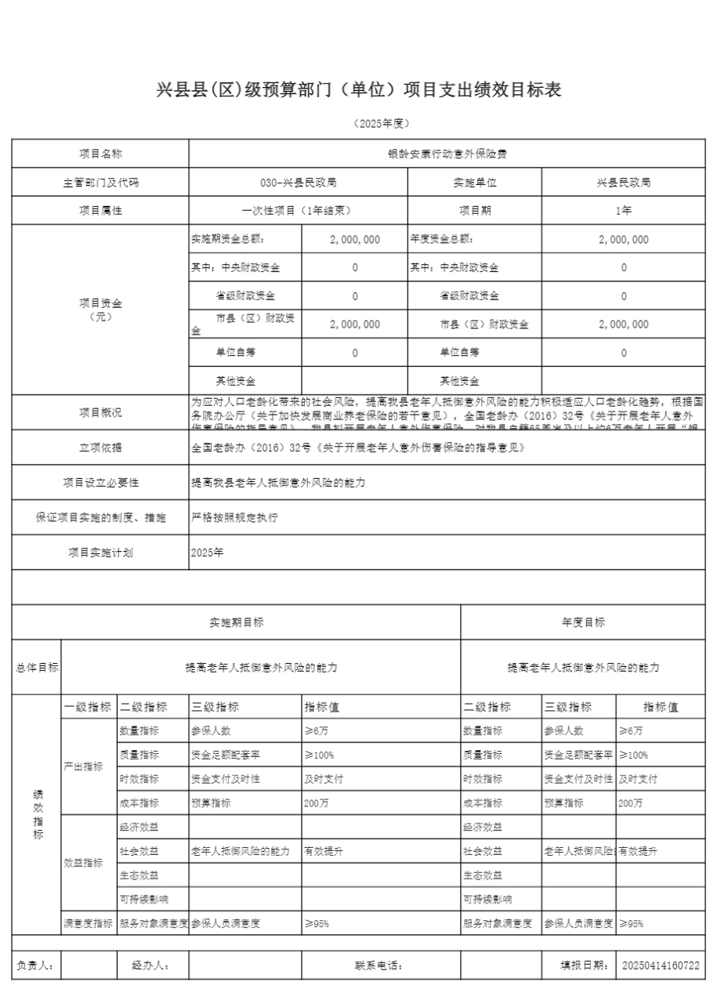 兴县县(区)级预算部门（单位）项目支出绩效目标表
（2025年度）
项目名称 银龄安康行动意外保险费
主管部门及代码 030-兴县民政局 实施单位 兴县民政局
项目属性 一次性项目（1年结束） 项目期 1年
项目资金
（元）
实施期资金总额: 2,000,000 年度资金总额: 2,000,000
其中: 中央财政资金 0 其中: 中央财政资金 0
省级财政资金 0 省级财政资金 0
市县（区）财政资
金 2,000,000 市县（区）财政资金 2,000,000
单位自筹 0 单位自筹 0
其他资金 其他资金
项目概况
为应对人口老龄化带来的社会风险，提高我县老年人抵御意外风险的能力积极适应人口老龄化趋势，根据国
务院办公厅（关于加快发展商业养老保险的若干意见），全国老龄办（2016）32号《关于开展老年人意外
伤害保险的指导意见》，我县拟开展老年人意外伤害保险，对我县户籍65周岁及以上约6万老年人开展“银
立项依据 全国老龄办（2016）32号《关于开展老年人意外伤害保险的指导意见》
项目设立必要性 提高我县老年人抵御意外风险的能力
保证项目实施的制度、措施 严格按照规定执行
项目实施计划 2025年
实施期目标 年度目标
总体目标 提高老年人抵御意外风险的能力 提高老年人抵御意外风险的能力
绩
效
指
标
一级指标 二级指标 三级指标 指标值 二级指标 三级指标 指标值
产出指标
数量指标 参保人数 ≥6万 数量指标 参保人数 ≥6万
质量指标 资金足额配套率 ≥100% 质量指标 资金足额配套率 ≥100%
时效指标 资金支付及时性 及时支付 时效指标 资金支付及时性 及时支付
成本指标 预算指标 200万 成本指标 预算指标 200万
效益指标
经济效益 经济效益
社会效益 老年人抵御风险的能力 有效提升 社会效益 老年人抵御风险 有效提升
生态效益 生态效益
可持续影响 可持续影响
满意度指标 服务对象满意度 参保人员满意度 ≥95% 服务对象满意度 参保人员满意度 ≥95%
负责人: 经办人: 联系电话: 填报日期: 20250414160722